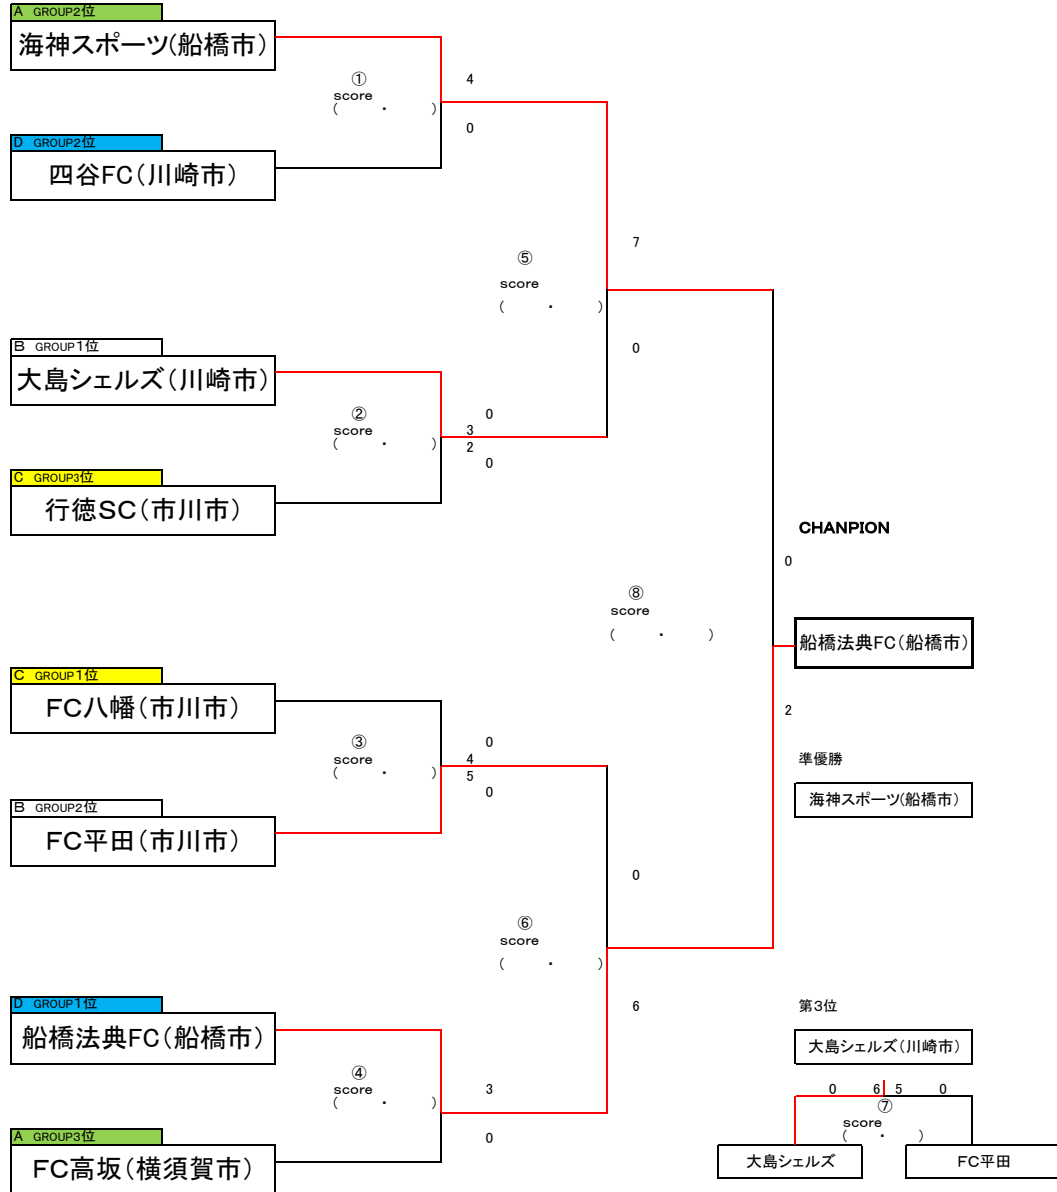 A GROUP2位
海神スポーツ(船橋市)
①
score
( ・ )
4
0
D GROUP2位
四谷FC(川崎市)
⑤
score
( ・ )
7
0
B GROUP1位
大島シェルズ(川崎市)
②
score
( ・ )
0
3
2
0
C GROUP3位
行徳SC(市川市)
CHANPION
0
⑧
score
( ・ )
船橋法典FC(船橋市)
2
準優勝
海神スポーツ(船橋市)
C GROUP1位
FC八幡(市川市)
③
score
( ・ )
0
4
5
0
B GROUP2位
FC平田(市川市)
0
⑥
score
( ・ )
6
D GROUP1位
船橋法典FC(船橋市)
④
score
( ・ )
3
0
A GROUP3位
FC高坂(横須賀市)
第3位
大島シェルズ(川崎市)
0 6 5 0
⑦
score
( ・ )
大島シェルズ FC平田